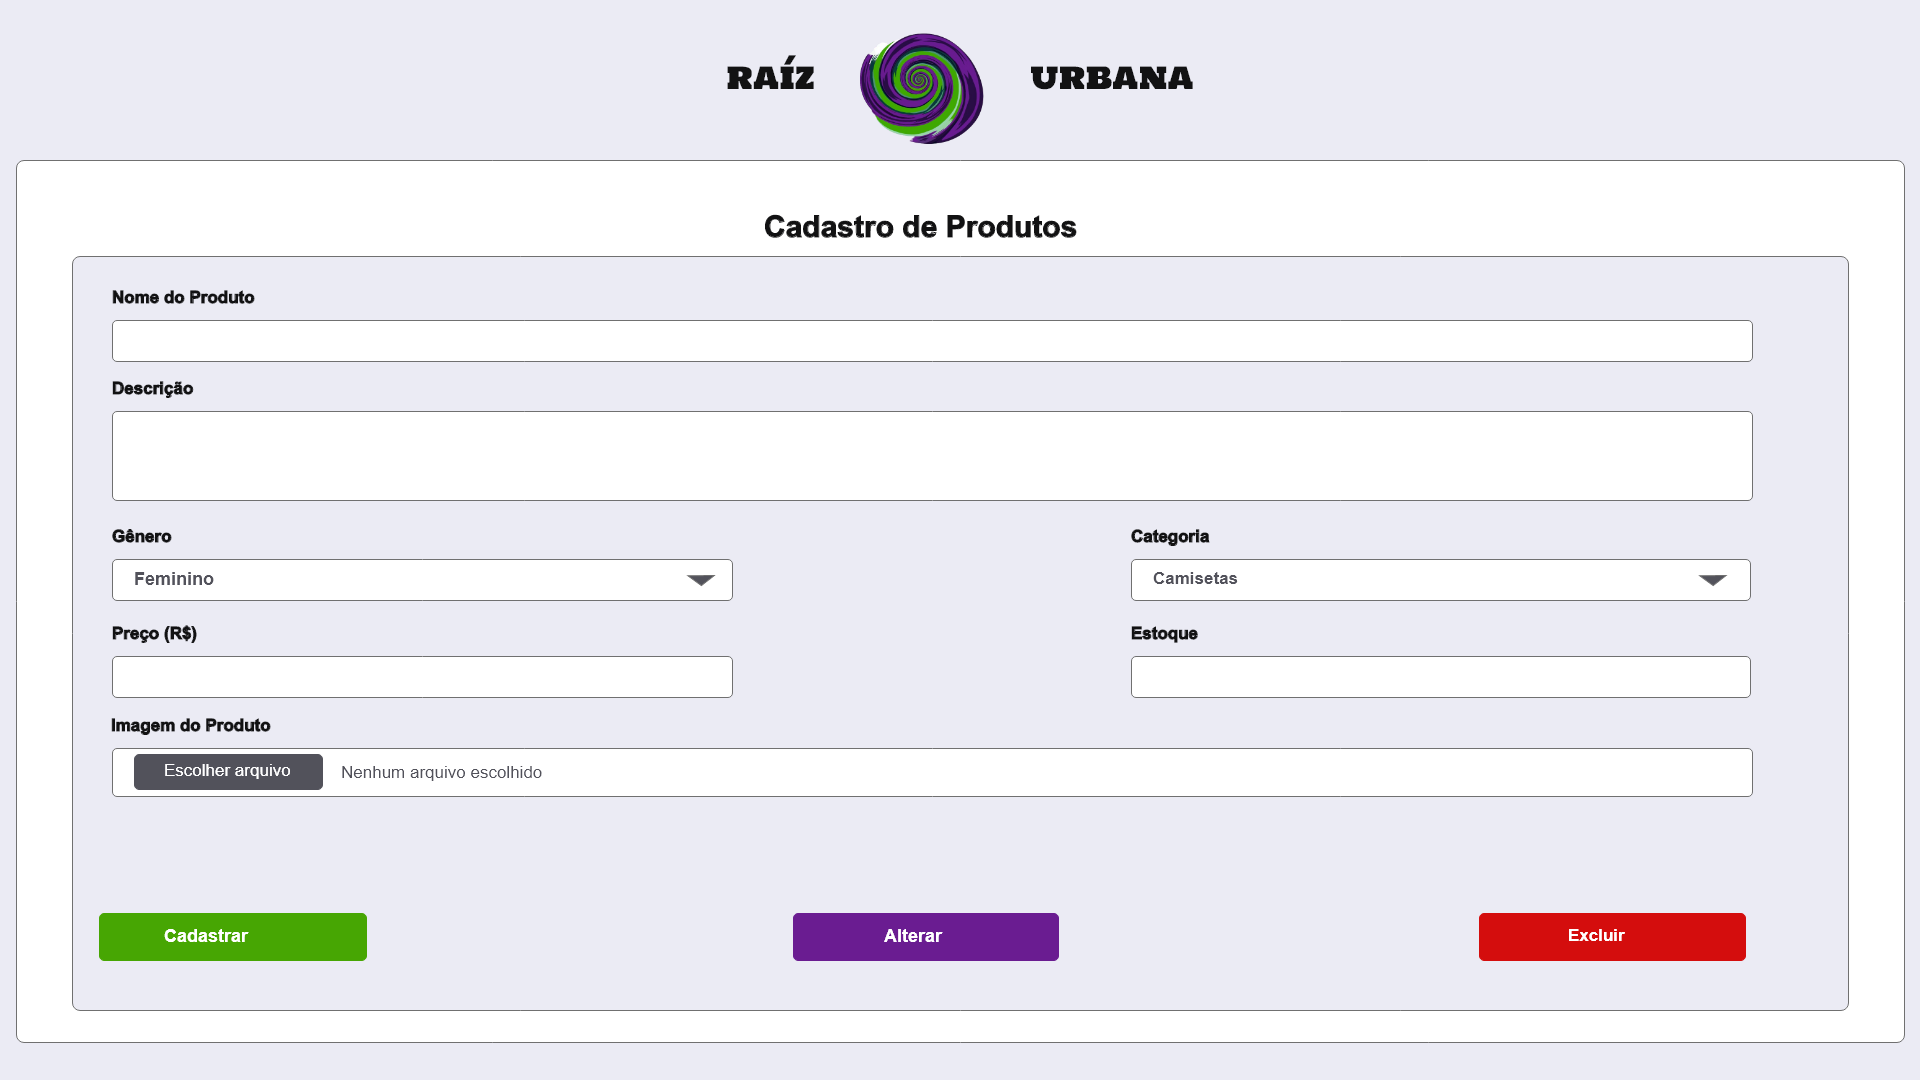 RAÍZ URBANA
Cadastro de Produtos
Nome do Produto
Descrição
Gênero Categoria
Feminino Camisetas
Preço (R$) Estoque
Imagem do Produto
Escolher arquivo Nenhum arquivo escolhido
Cadastrar Alterar Excluir